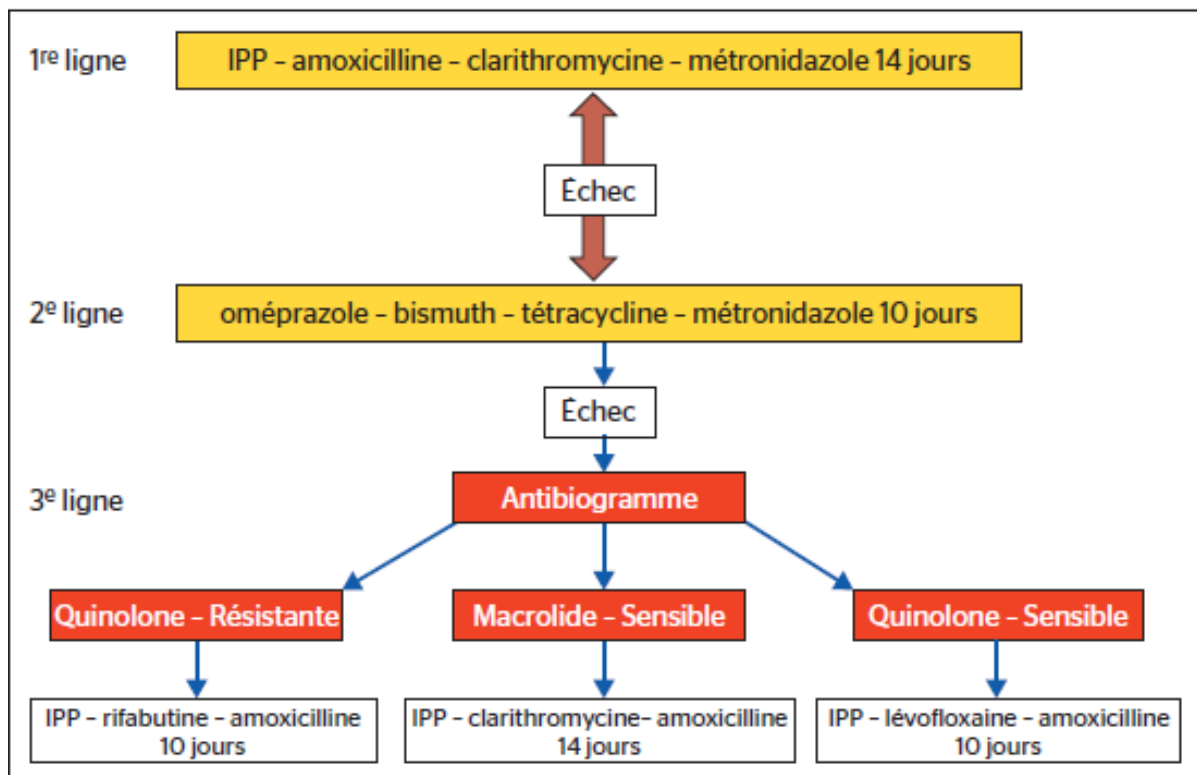 1re ligne
IPP – amoxicilline – clarithromycine – métronidazole 14 jours
Échec
2e ligne
oméprazole – bismuth – tétracycline – métronidazole 10 jours
Échec
3e ligne
Antibiogramme
Quinolone – Résistante
Macrolide – Sensible
Quinolone – Sensible
IPP – rifabutine – amoxicilline
10 jours
IPP – clarithromycine– amoxicilline
14 jours
IPP – lévofloxaine – amoxicilline
10 jours